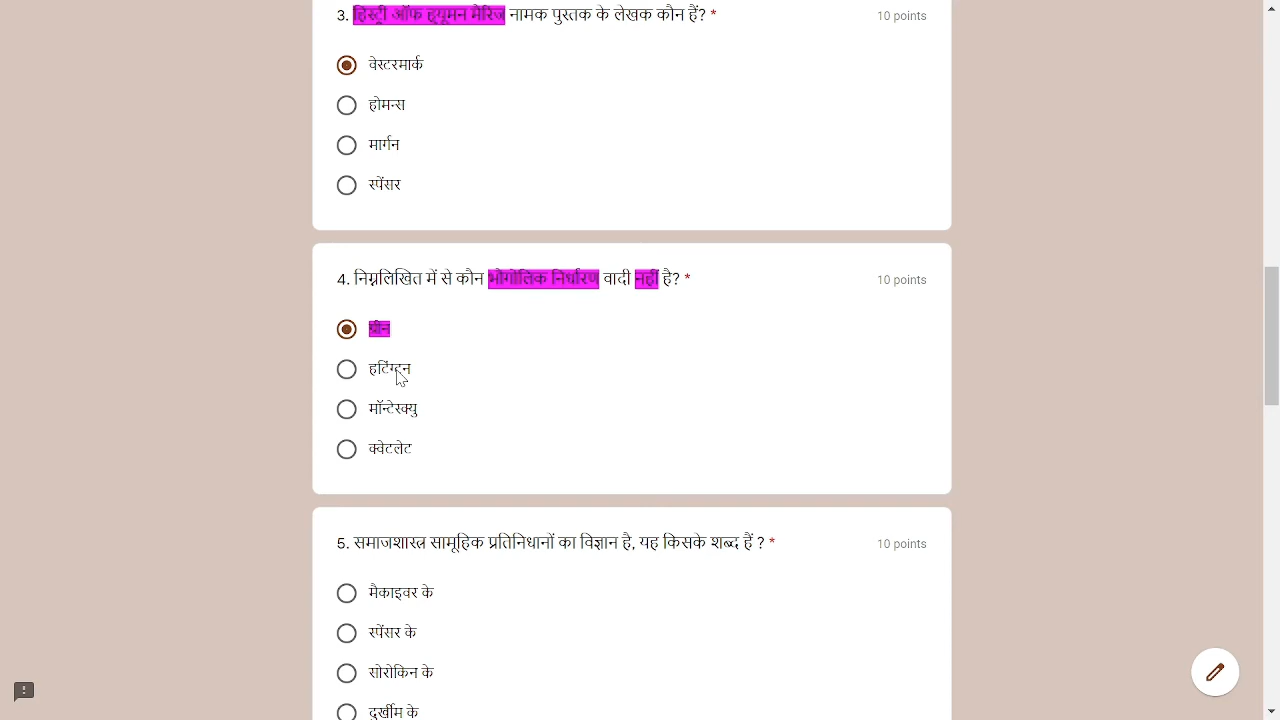 3. हिस्ट्री ऑफ ह्यूमन मैरिज नामक पुस्तक के लेखक कौन हैं? *
10 points
वेस्टरमार्क
होमन्स
मार्गन
स्पेंसर
4. निम्नलिखित में से कौन भौगोलिक निर्धारण वादी नहीं है? *
10 points
ग्रीन
हटिंग्टन
मॉन्टेस्क्यु
क्वेटलेट
5. समाजशास्त्र सामूहिक प्रतिनिधानों का विज्ञान है, यह किसके शब्द हैं ? *
10 points
मैकाइवर के
स्पेंसर के
सोरोकिन के
दुर्खीम के